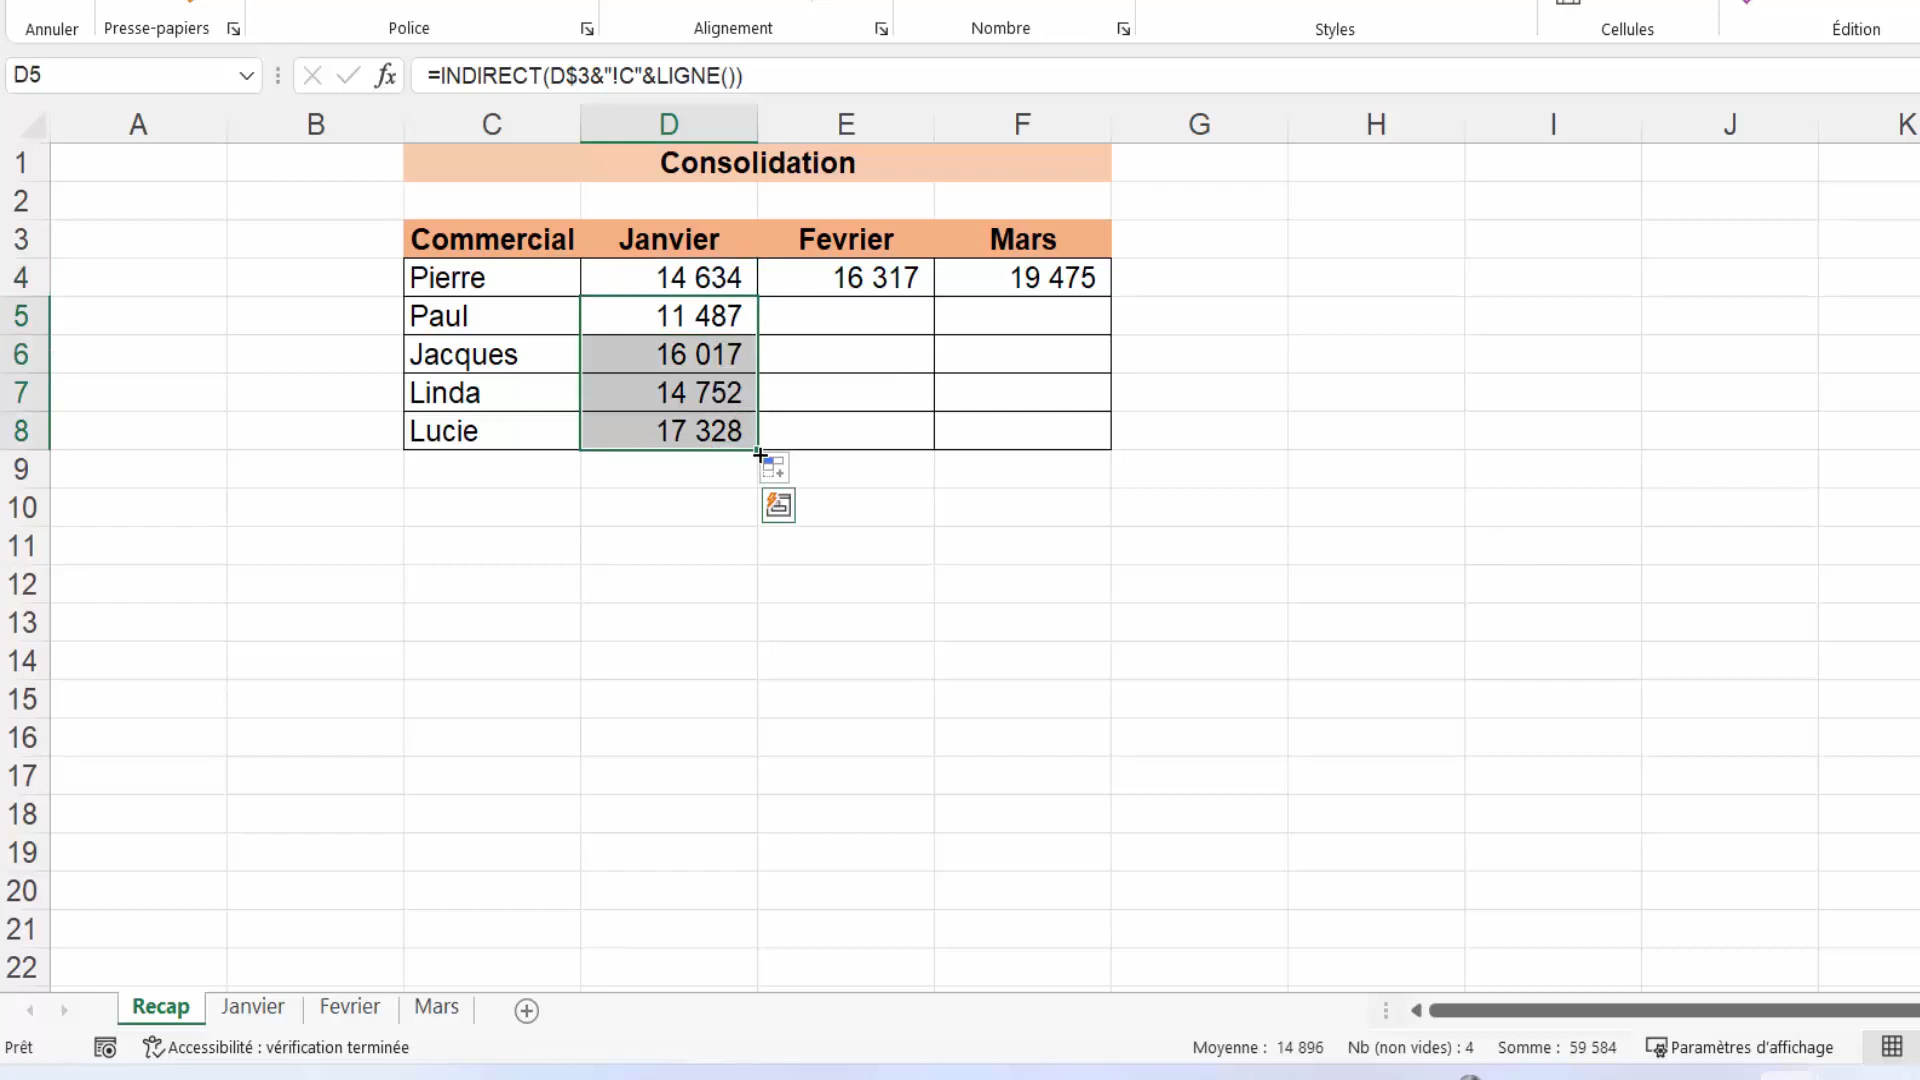 Annuler Presse-papiers Police Alignement Nombre Styles Cellules Édition
D5 fx =INDIRECT(D$3&"!C"&LIGNE())
A B C D E F G H I J K
1 Consolidation
2
3 Commercial Janvier Fevrier Mars
4 Pierre 14 634 16 317 19 475
5 Paul 11 487
6 Jacques 16 017
7 Linda 14 752
8 Lucie 17 328
9
10
11
12
13
14
15
16
17
18
19
20
21
22
Recap Janvier Fevrier Mars
Prêt Accessibilité : vérification terminée Moyenne : 14 896 Nb (non vides) : 4 Somme : 59 584 Paramètres d'affichage